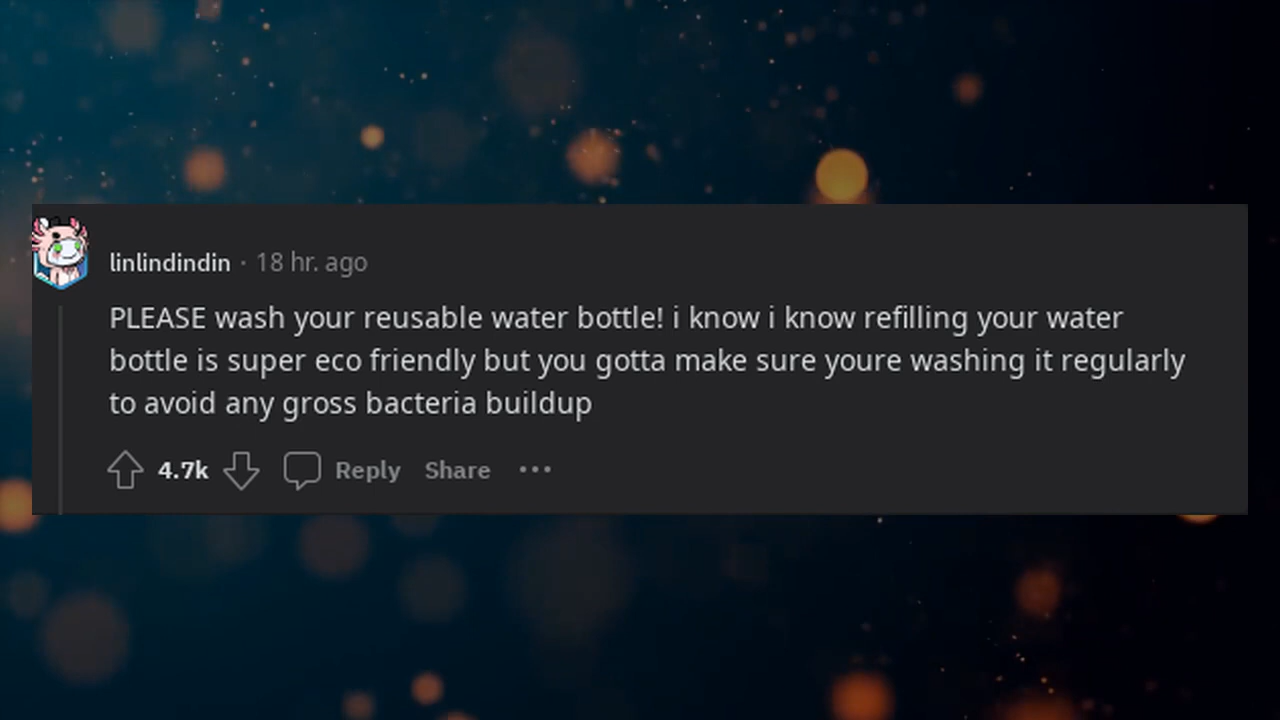 linlindindin · 18 hr. ago
PLEASE wash your reusable water bottle! i know i know refilling your water
bottle is super eco friendly but you gotta make sure youre washing it regularly
to avoid any gross bacteria buildup
4.7k Reply Share ...